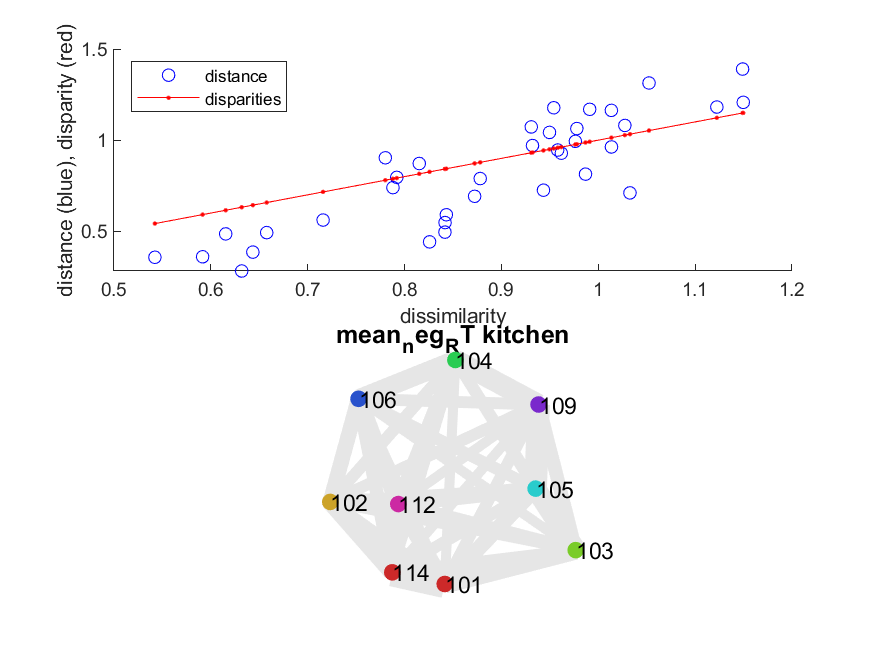 distance (blue), disparity (red)
1.5
1
0.5
distance
disparities
0.5 0.6 0.7 0.8 0.9 1 1.1 1.2
dissimilarity
mean_neg_RT kitchen
104
106
109
102
112
105
103
114
101